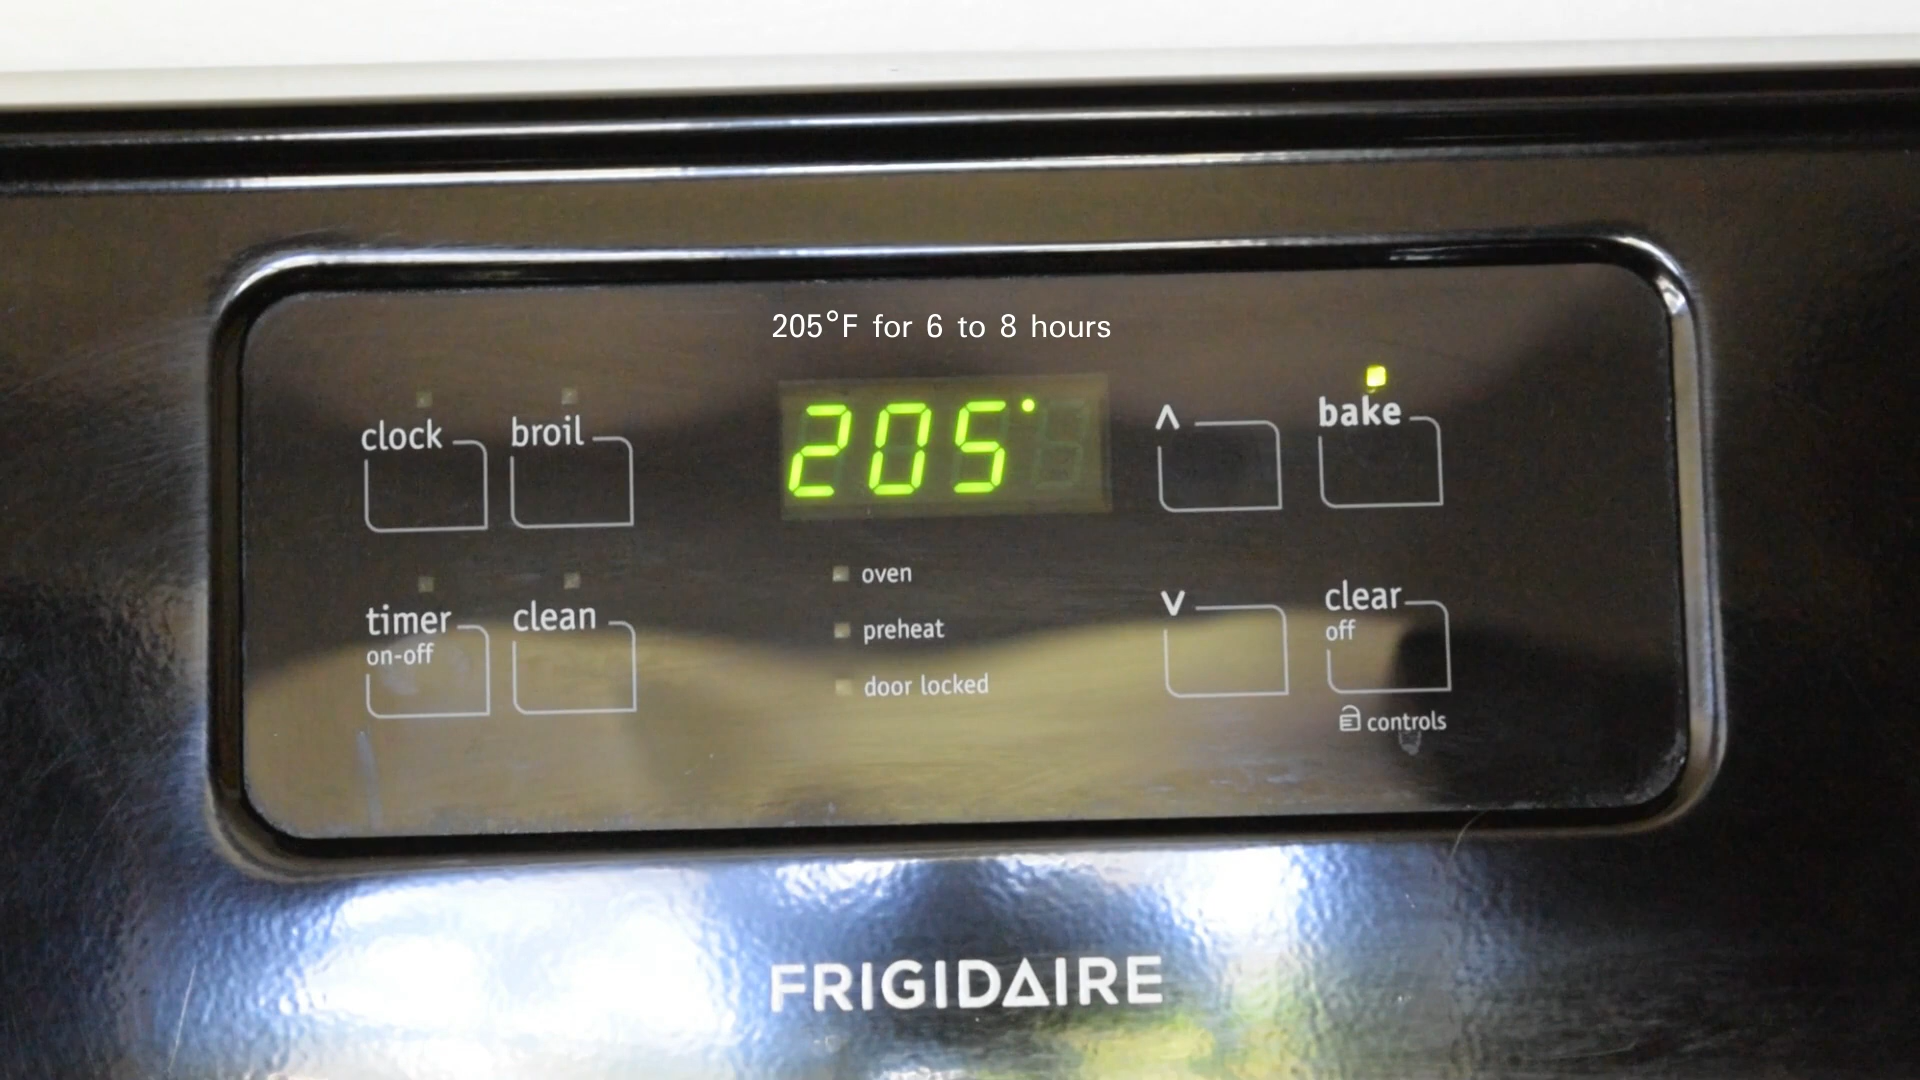 205°F for 6 to 8 hours
clock
broil
205°
^
bake
oven
timer
on-off
clean
preheat
v
clear
off
door locked
controls
FRIGIDAIRE